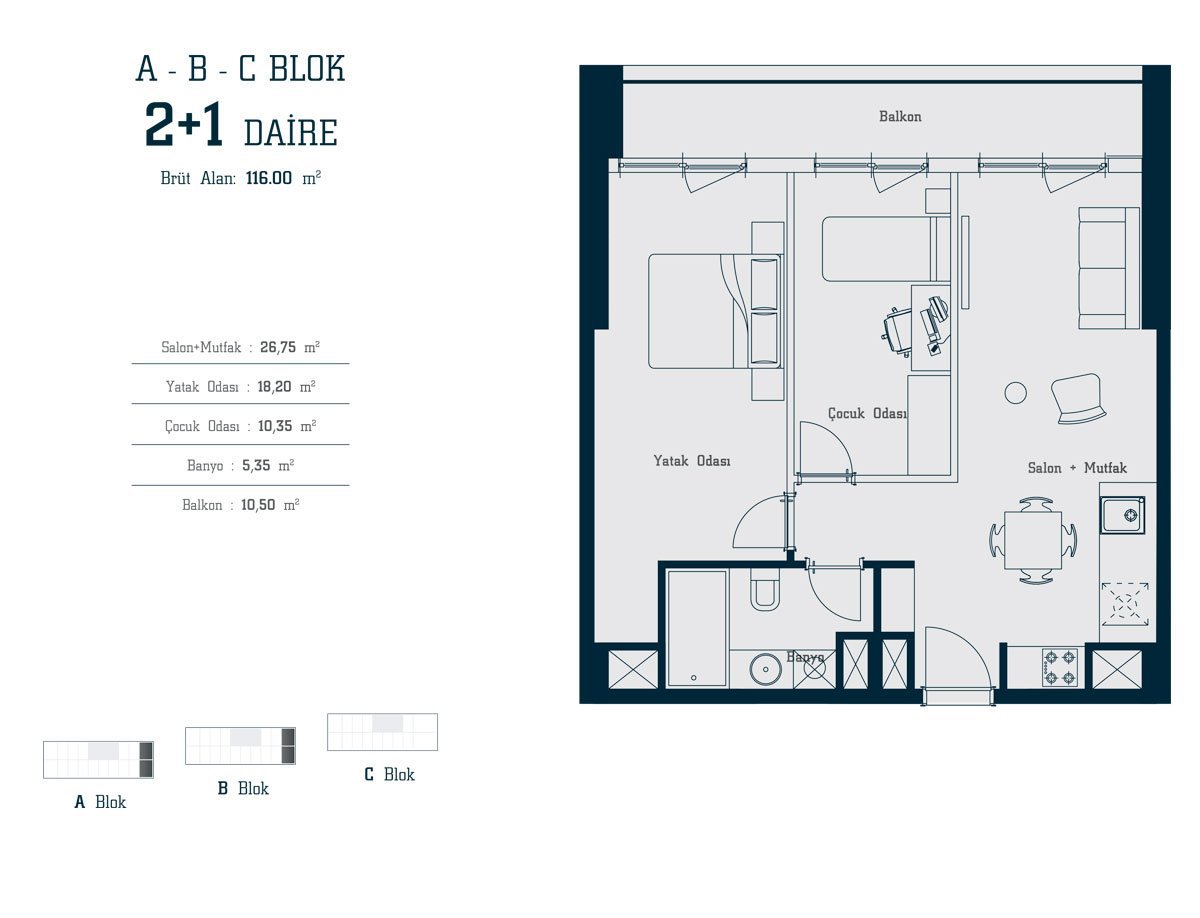 A - B - C BLOK
2+1 DAİRE
Brüt Alan: 116.00 m²
Salon+Mutfak : 26,75 m²
Yatak Odası : 18,20 m²
Çocuk Odası : 10,35 m²
Banyo : 5,35 m²
Balkon : 10,50 m²
A Blok
B Blok
C Blok
Balkon
Çocuk Odası
Yatak Odası
Salon + Mutfak
Banyo